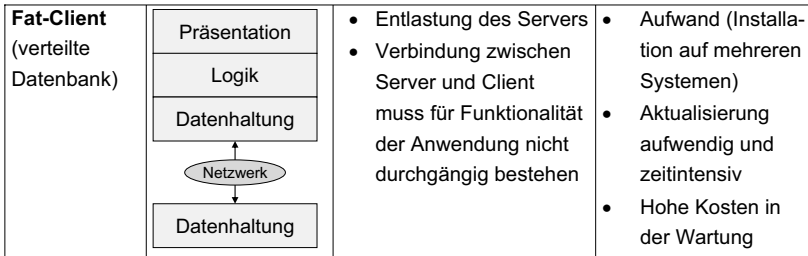 Fat-Client
(verteilte
Datenbank)
Präsentation
Logik
Datenhaltung
Netzwerk
Datenhaltung
• Entlastung des Servers
• Verbindung zwischen
Server und Client
muss für Funktionalität
der Anwendung nicht
durchgängig bestehen
• Aufwand (Installa-
tion auf mehreren
Systemen)
• Aktualisierung
aufwendig und
zeitintensiv
• Hohe Kosten in
der Wartung